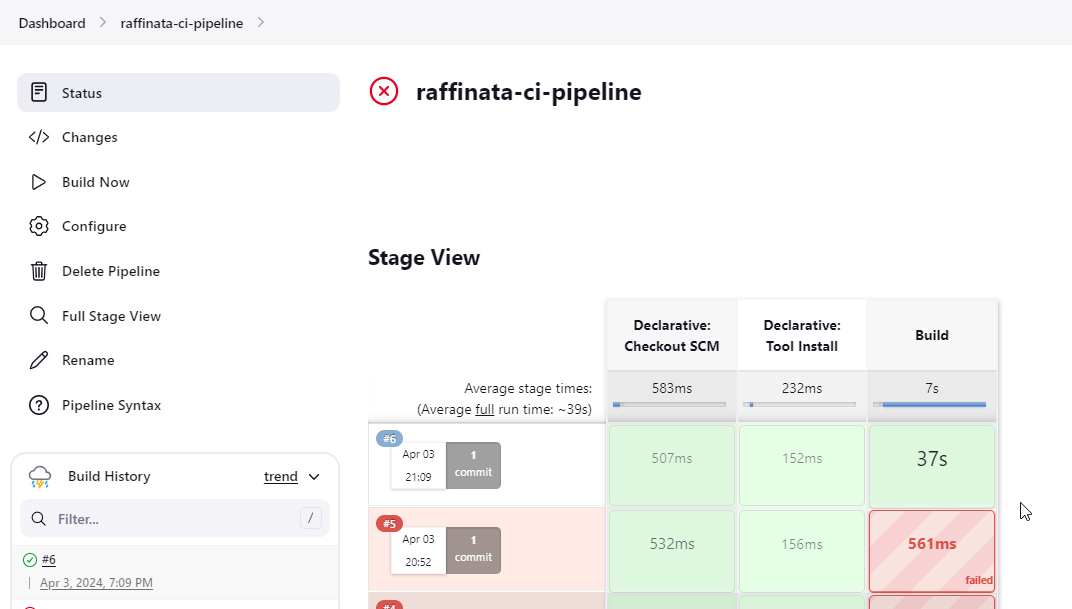 Dashboard
raffinata-ci-pipeline
Status
Changes
Build Now
Configure
Delete Pipeline
Full Stage View
Rename
Pipeline Syntax
Build History
trend
Filter...
/
#6
Apr 3, 2024, 7:09 PM
raffinata-ci-pipeline
Stage View
Declarative:
Checkout SCM
Declarative:
Tool Install
Build
Average stage times:
(Average full run time: ~39s)
583ms
232ms
7s
#6
Apr 03
21:09
1
commit
507ms
152ms
37s
#5
Apr 03
20:52
1
commit
532ms
156ms
561ms
failed
#4